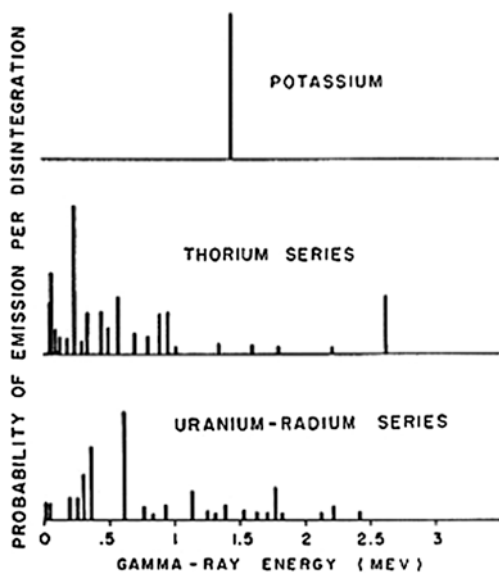 PROBABILITY OF EMISSION PER DISINTEGRATION
POTASSIUM
THORIUM SERIES
URANIUM-RADIUM SERIES
0 .5 1 1.5 2 2.5 3
GAMMA-RAY ENERGY (MEV)